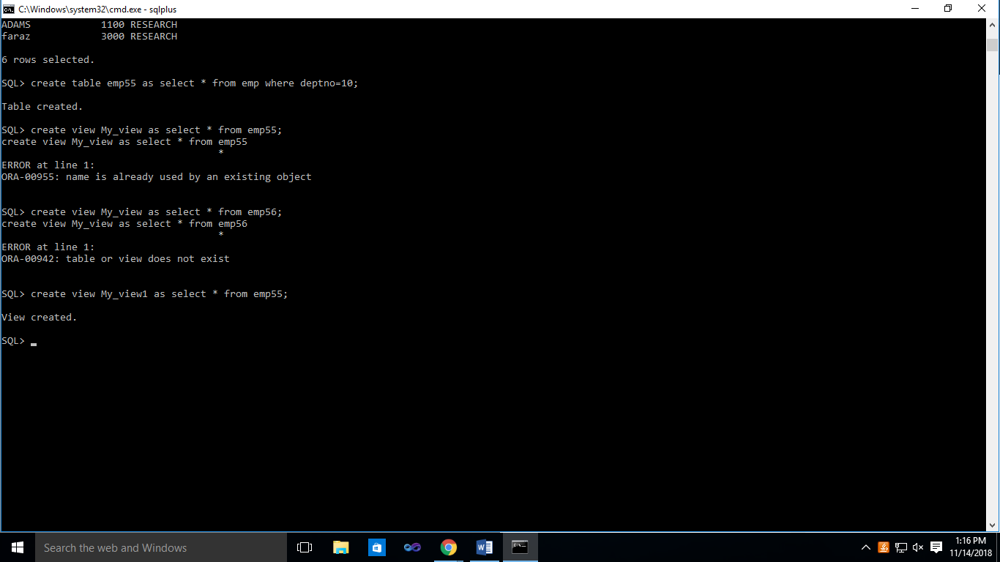 C:\Windows\system32\cmd.exe - sqlplus
ADAMS                 1100 RESEARCH
faraz                 3000 RESEARCH
6 rows selected.
SQL> create table emp55 as select * from emp where deptno=10;
Table created.
SQL> create view My_view as select * from emp55;
create view My_view as select * from emp55
                                     *
ERROR at line 1:
ORA-00955: name is already used by an existing object
SQL> create view My_view as select * from emp56;
create view My_view as select * from emp56
                                     *
ERROR at line 1:
ORA-00942: table or view does not exist
SQL> create view My_view1 as select * from emp55;
View created.
SQL> _
Search the web and Windows
1:16 PM
11/14/2018